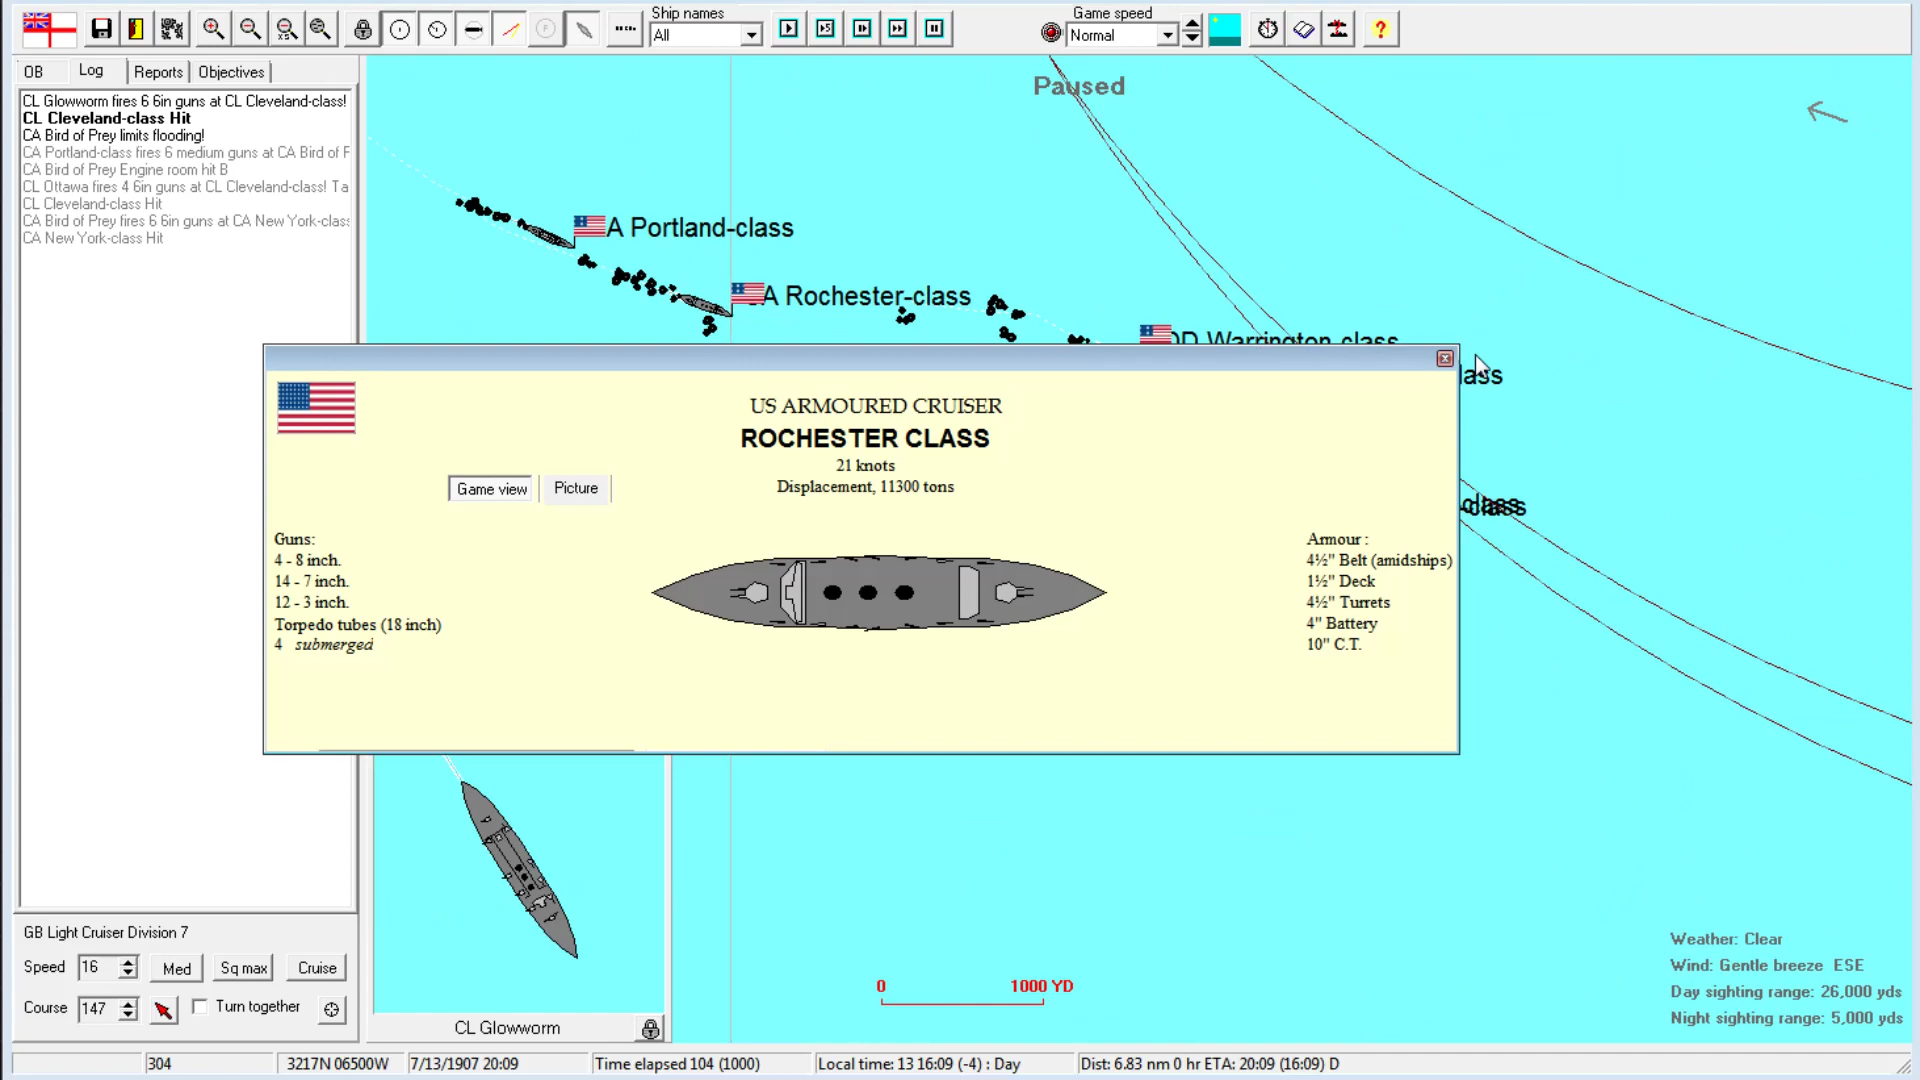 Ship names
All
Game speed
Normal
OB
Log
Reports
Objectives
CL Glowworm fires 6 6in guns at CL Cleveland-class!
CL Cleveland-class Hit
CA Bird of Prey limits flooding!
CA Portland-class fires 6 medium guns at CA Bird of P
CA Bird of Prey Engine room hit B
CL Ottawa fires 4 6in guns at CL Cleveland-class! Ta
CL Cleveland-class Hit
CA Bird of Prey fires 6 6in guns at CA New York-class
CA New York-class Hit
Paused
A Portland-class
A Rochester-class
DD Warrington-class
lass
-class
US ARMOURED CRUISER
ROCHESTER CLASS
21 knots
Displacement, 11300 tons
Game view
Picture
Guns:
4 - 8 inch.
14 - 7 inch.
12 - 3 inch.
Torpedo tubes (18 inch)
4 submerged
Armour :
4½" Belt (amidships)
1½" Deck
4½" Turrets
4" Battery
10" C.T.
GB Light Cruiser Division 7
Speed 16 Med Sq max Cruise
Course 147 Turn together
CL Glowworm
0 1000 YD
Weather: Clear
Wind: Gentle breeze ESE
Day sighting range: 26,000 yds
Night sighting range: 5,000 yds
304
3217N 06500W
7/13/1907 20:09
Time elapsed 104 (1000)
Local time: 13 16:09 (-4) : Day
Dist: 6.83 nm 0 hr ETA: 20:09 (16:09) D